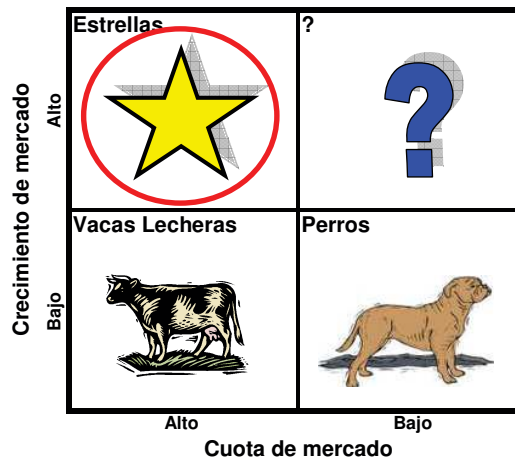 Estrellas
?
Crecimiento de mercado
Alto
Bajo
Vacas Lecheras
Perros
Alto
Bajo
Cuota de mercado